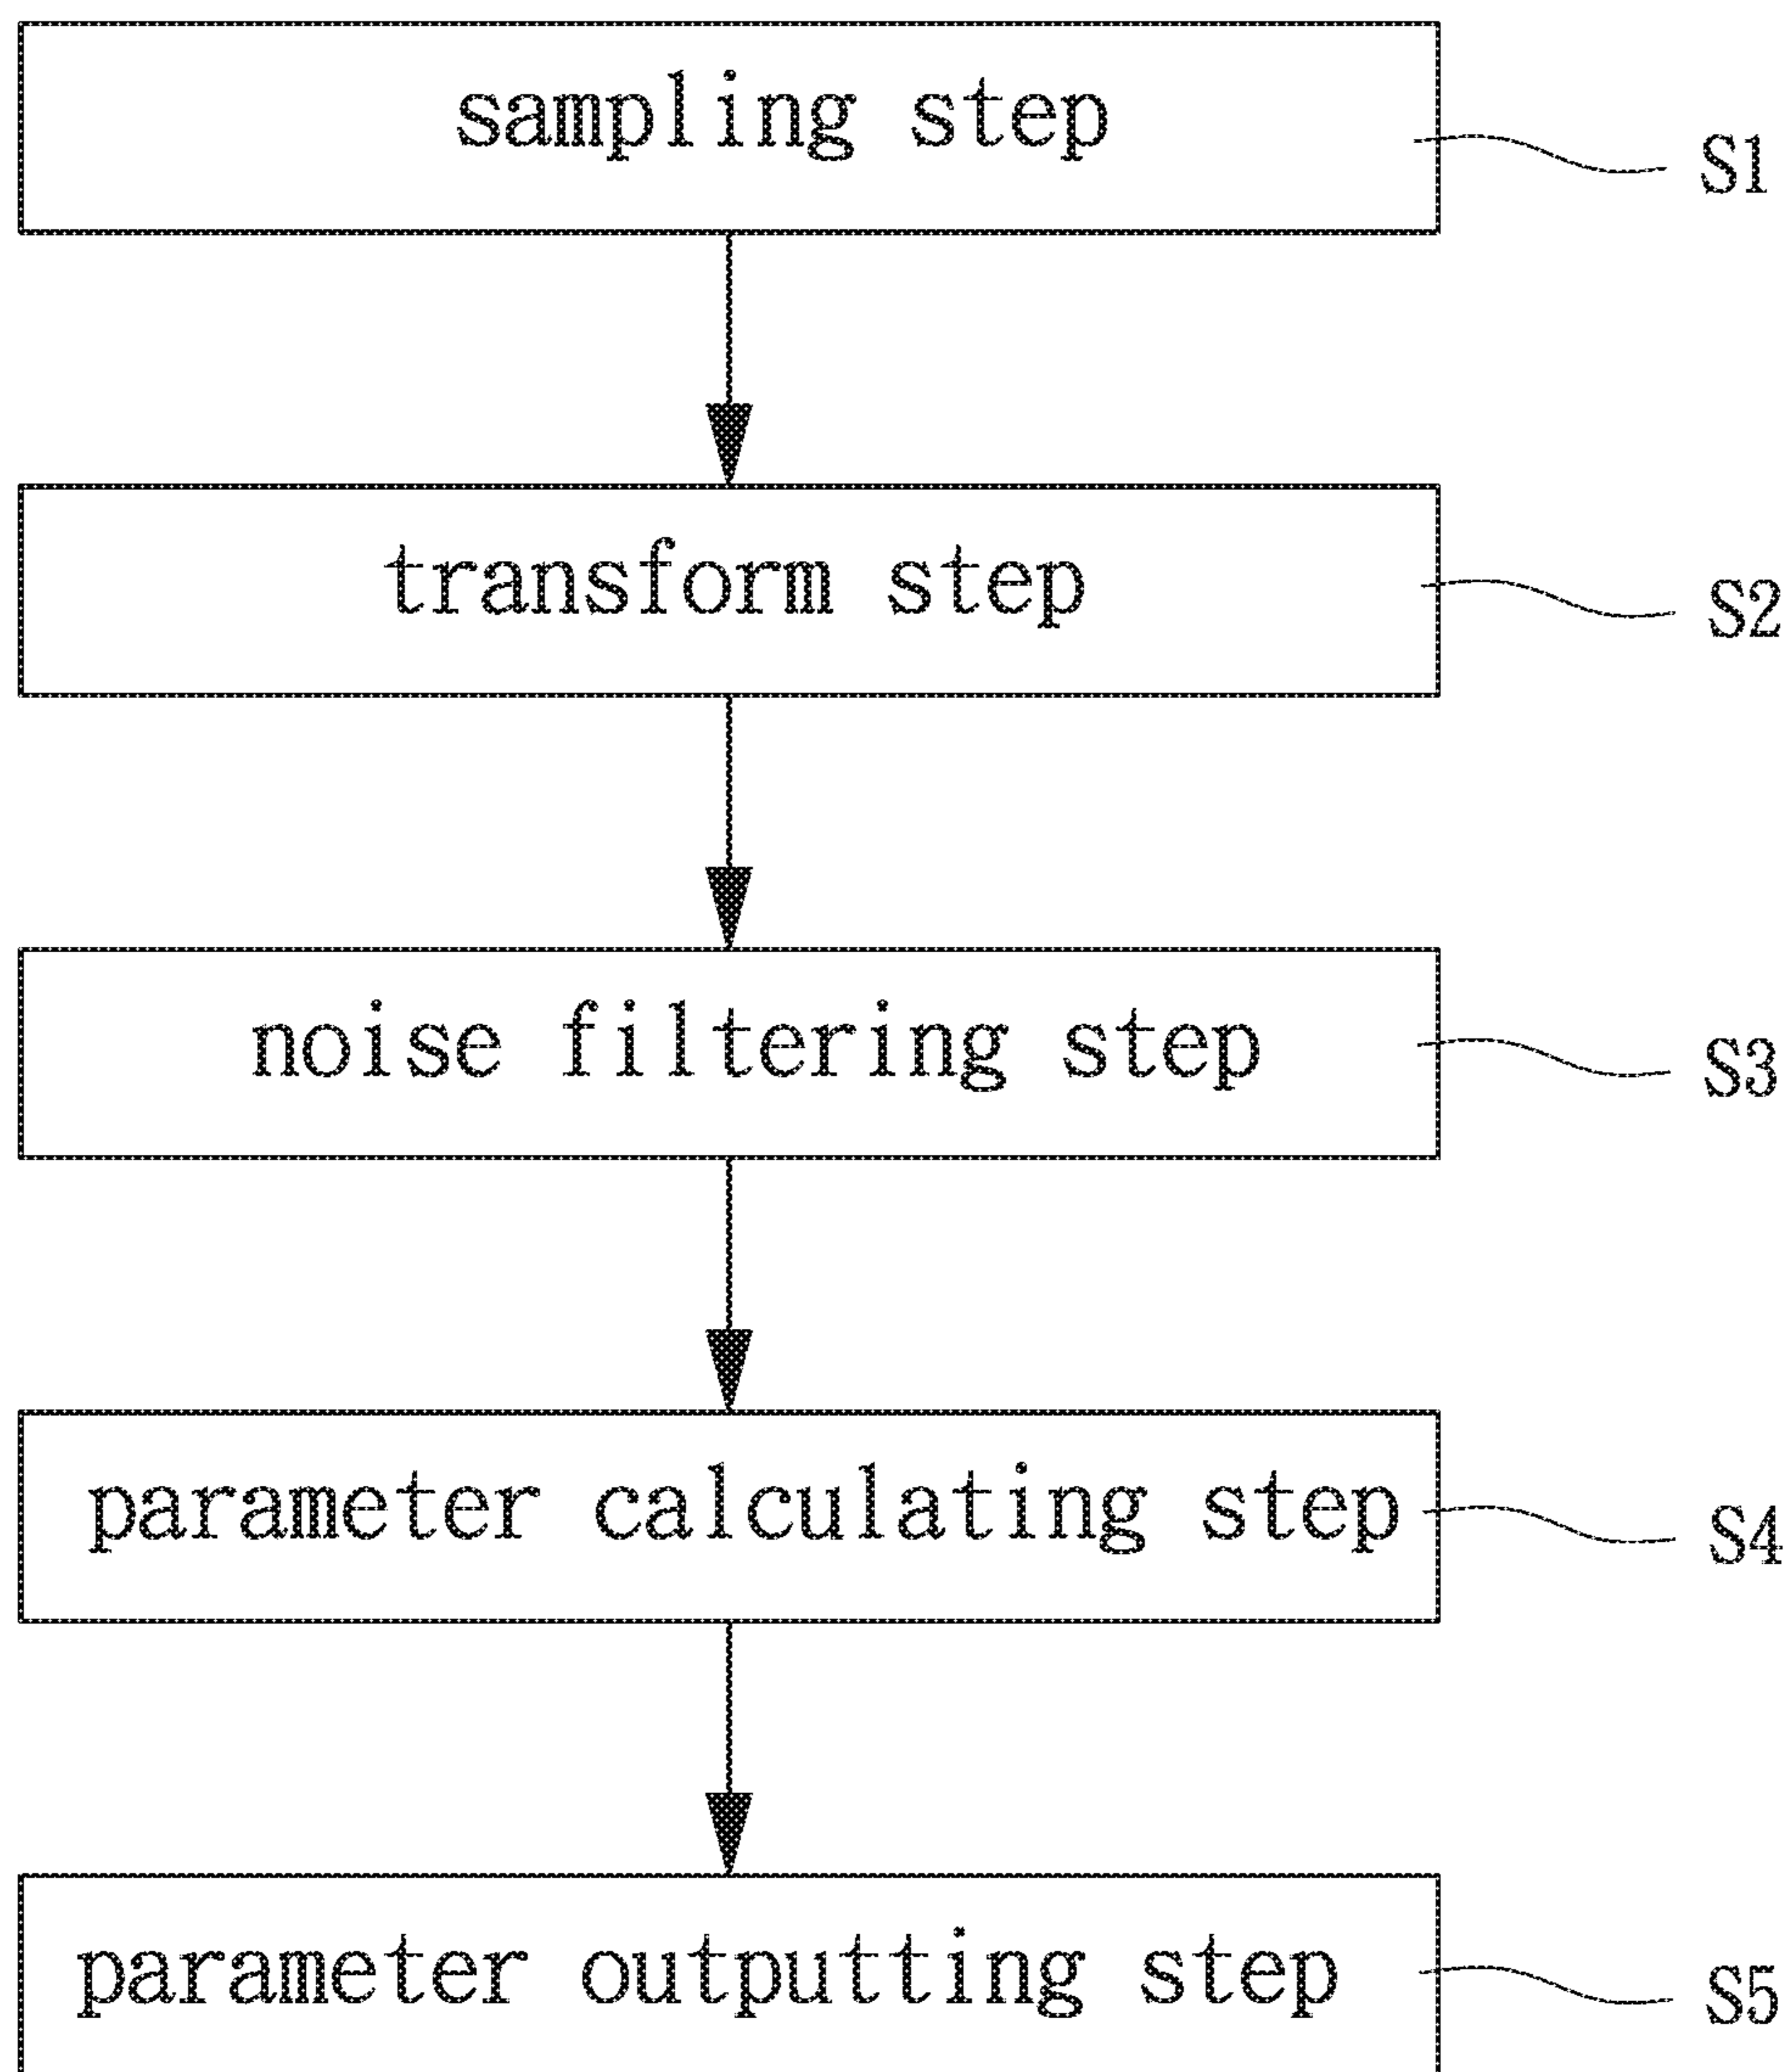 sampling step
S1
transform step
S2
noise filtering step
S3
parameter calculating step
S4
parameter outputting step
S5